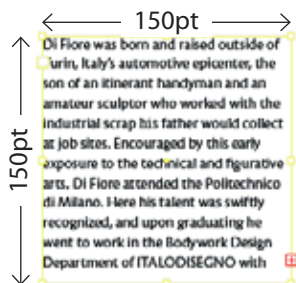 150pt
150pt
Di Fiore was born and raised outside of
Turin, Italy's automotive epicenter, the
son of an itinerant handyman and an
amateur sculptor who worked with the
industrial scrap his father would collect
at job sites. Encouraged by this early
exposure to the technical and figurative
arts. Di Fiore attended the Politechnico
di Milano. Here his talent was swiftly
recognized, and upon graduating he
went to work in the Bodywork Design
Department of ITALODISEGNO with